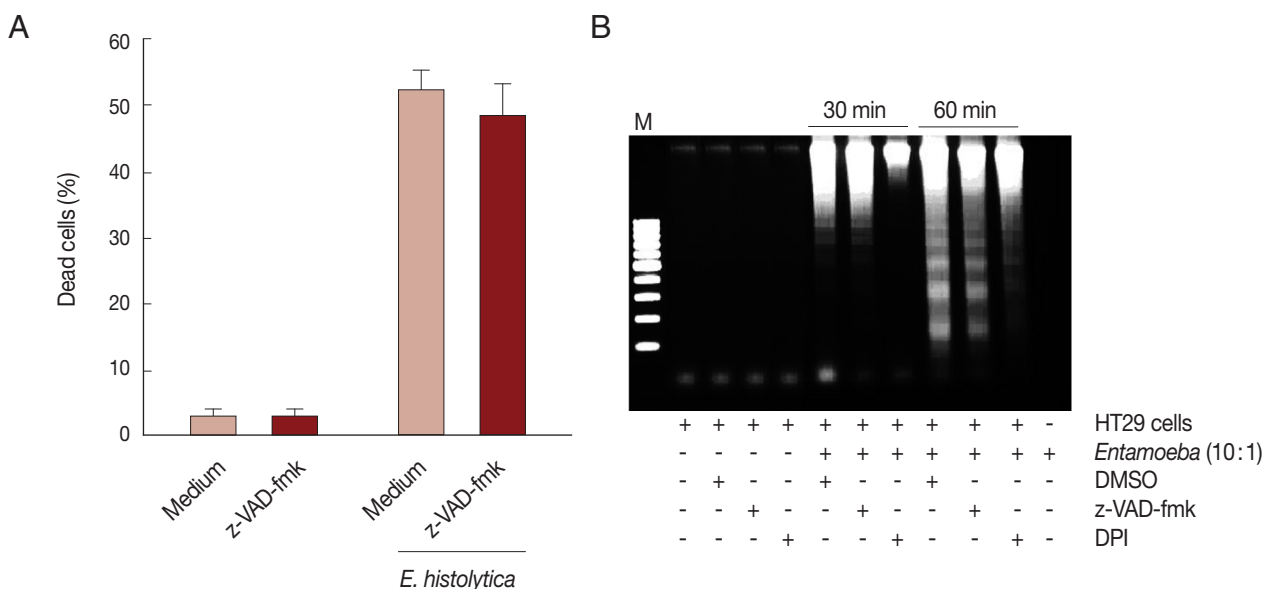 A
60
50
40
30
20
10
0
Dead cells (%)
Medium
z-VAD-fmk
Medium
z-VAD-fmk
E. histolytica
B
M
30 min
60 min
+ + + + + + + + + + - HT29 cells
- - - - + + + + + + + Entamoeba (10:1)
- + - - + - - + - - - DMSO
- - + - - + - - + - - z-VAD-fmk
- - - + - - + - - + - DPI